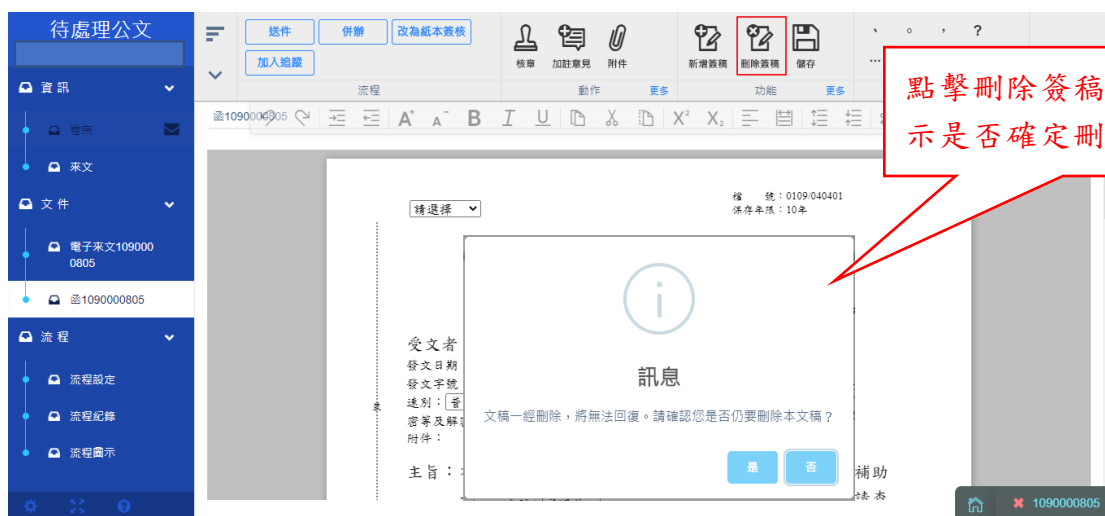 待處理公文
資訊
卷宗
來文
文件
電子來文109000
0805
函1090000805
流程
流程設定
流程紀錄
流程圖示
送件
併辦
改為紙本簽核
加入追蹤
流程
核章
加註意見
附件
動作
更多
新增簽稿
刪除簽稿
儲存
功能
更多
、 。 , ?
...
點擊刪除簽稿
示是否確定刪
函1090000805
A+ A- B I U X² X₂
請選擇
檔 號：0109/040401
保存年限：10年
受文者
發文日期
發文字號
速別：普
密等及解密
附件：
主旨：
補助
請查
訊息
文稿一經刪除，將無法回復。請確認您是否仍要刪除本文稿？
是
否
1090000805